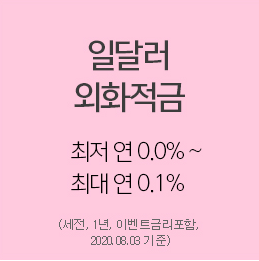 일달러
외화적금
최저 연 0.0% ~
최대 연 0.1%
(세전, 1년, 이벤트금리포함,
2020.08.03 기준)